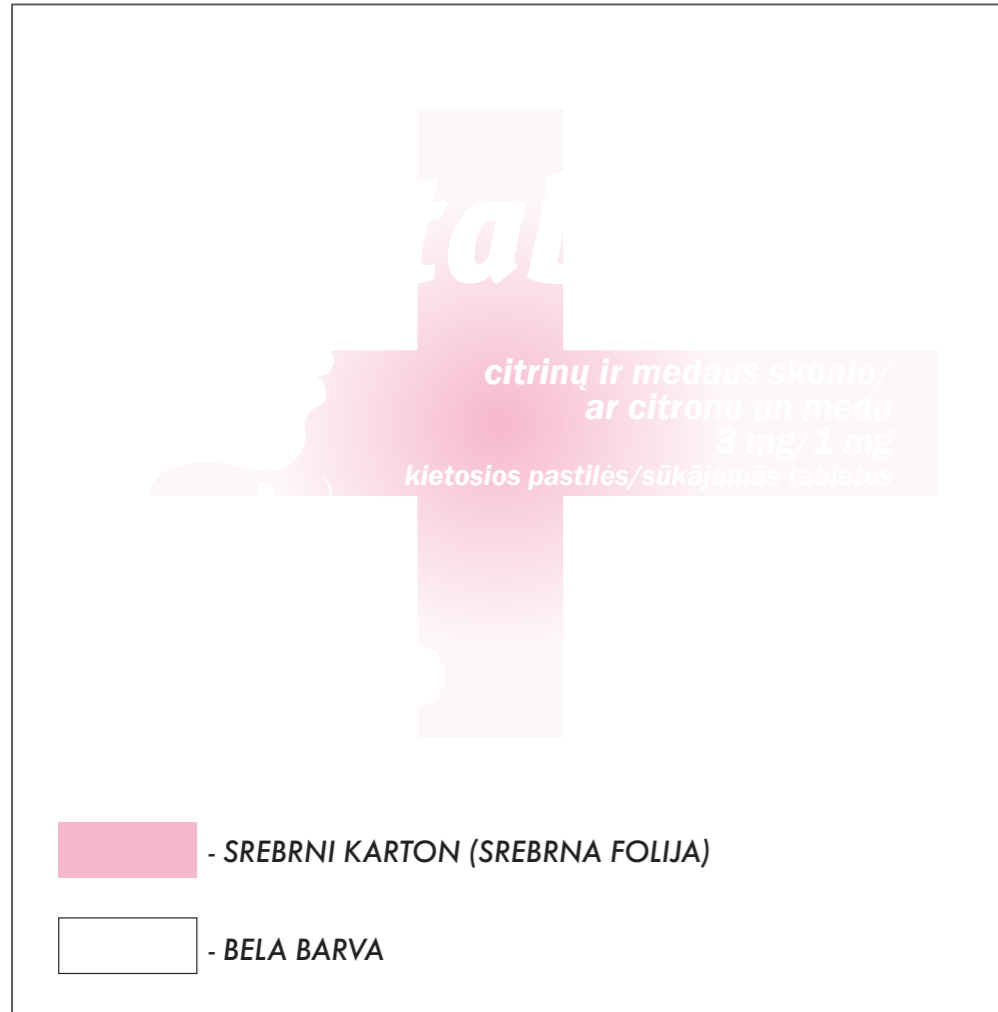 tab
citrinų ir medaus skonio/
ar citronu un medu
3 mg/1 mg
kietosios pastilės/sūkājamās tabletes
- SREBRNI KARTON (SREBRNA FOLIJA)
- BELA BARVA